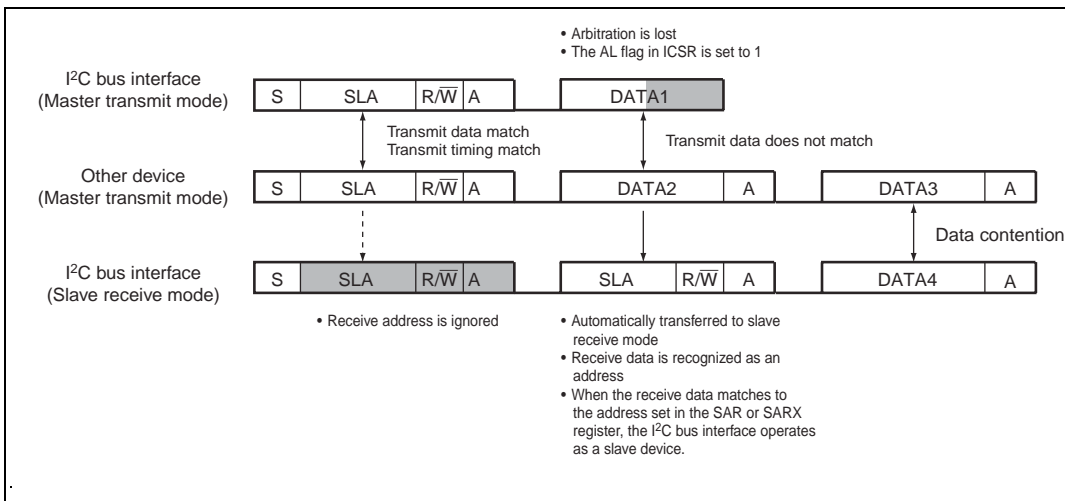 • Arbitration is lost
• The AL flag in ICSR is set to 1
I²C bus interface
(Master transmit mode)
S SLA R/W̅ A DATA1
Transmit data match
Transmit timing match
Transmit data does not match
Other device
(Master transmit mode)
S SLA R/W̅ A DATA2 A DATA3 A
Data contention
I²C bus interface
(Slave receive mode)
S SLA R/W̅ A SLA R/W̅ A DATA4 A
• Receive address is ignored
• Automatically transferred to slave
receive mode
• Receive data is recognized as an
address
• When the receive data matches to
the address set in the SAR or SARX
register, the I²C bus interface operates
as a slave device.
.